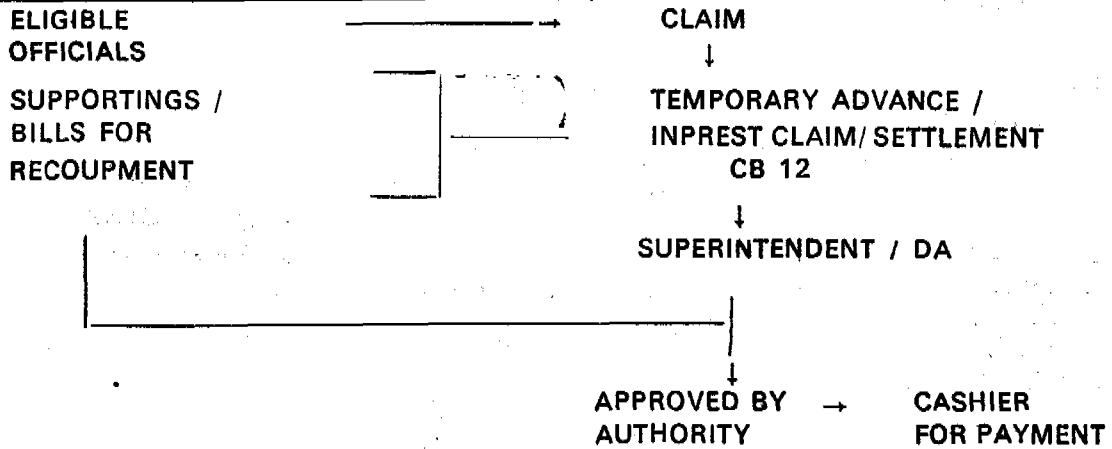 ELIGIBLE
OFFICIALS
→ CLAIM
↓
SUPPORTINGS /
BILLS FOR
RECOUPMENT
TEMPORARY ADVANCE /
INPREST CLAIM/ SETTLEMENT
CB 12
↓
SUPERINTENDENT / DA
↓
APPROVED BY
AUTHORITY
→
CASHIER
FOR PAYMENT